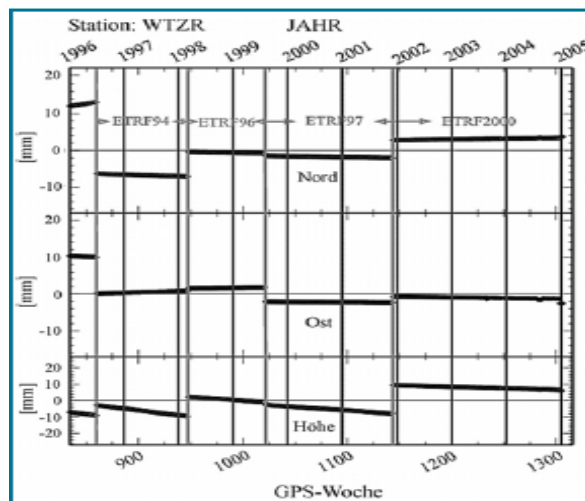 Station: WTZR JAHR
1996 1997 1998 1999 2000 2001 2002 2003 2004 2005
20
10
0
-10
[mm]
ETRF94 ETRF96 ETRF97 ETRF2000
Nord
20
10
0
-10
[mm]
Ost
20
10
0
-10
-20
[mm]
Höhe
900 1000 1100 1200 1300
GPS-Woche